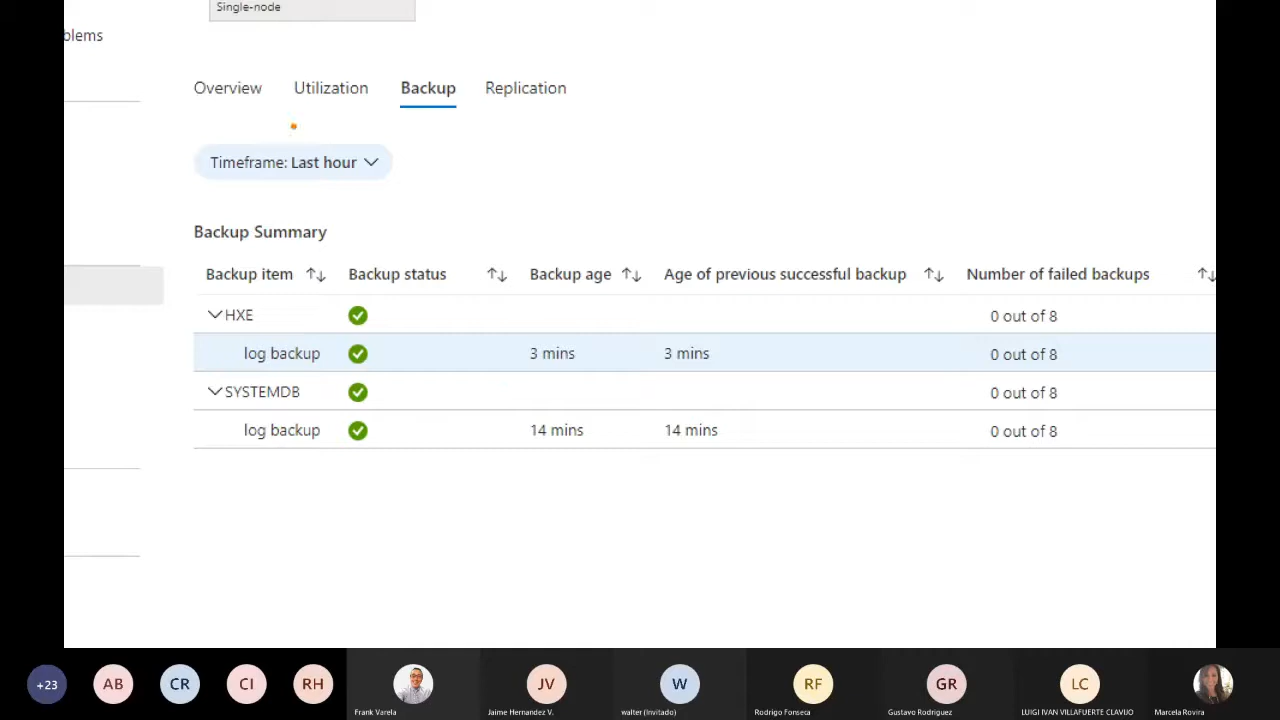 Single-node
blems
Overview Utilization Backup Replication
Timeframe: Last hour
Backup Summary
Backup item Backup status Backup age Age of previous successful backup Number of failed backups
HXE 0 out of 8
log backup 3 mins 3 mins 0 out of 8
SYSTEMDB 0 out of 8
log backup 14 mins 14 mins 0 out of 8
+23 AB CR CI RH JV W RF GR LC
Frank Varela Jaime Hernandez V. walter (Invitado) Rodrigo Fonseca Gustavo Rodriguez LUIGI IVAN VILLAFUERTE CLAVIJO Marcela Rovira